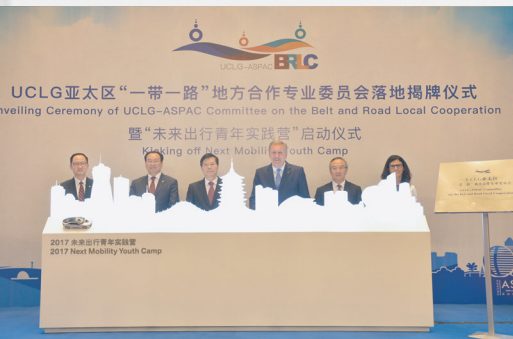 UCLG-ASPAC BRLC
UCLG亚太区“一带一路”地方合作专业委员会落地揭牌仪式
nveiling Ceremony of UCLG-ASPAC Committee on the Belt and Road Local Cooperation
暨“未来出行青年实践营”启动仪式
Kicking off Next Mobility Youth Camp
2017 未来出行青年实践营
2017 Next Mobility Youth Camp